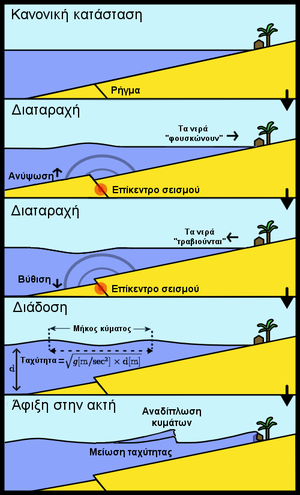 Κανονική κατάσταση
Ρήγμα
Διαταραχή
Τα νερά
"φουσκώνουν"
Ανύψωση
Επίκεντρο σεισμού
Διαταραχή
Τα νερά
"τραβιούνται"
Βύθιση
Επίκεντρο σεισμού
Διάδοση
Μήκος κύματος
d
Ταχύτητα=√g[m/sec²] × d[m]
Άφιξη στην ακτή
Αναδίπλωση
κυμάτων
Μείωση ταχύτητας